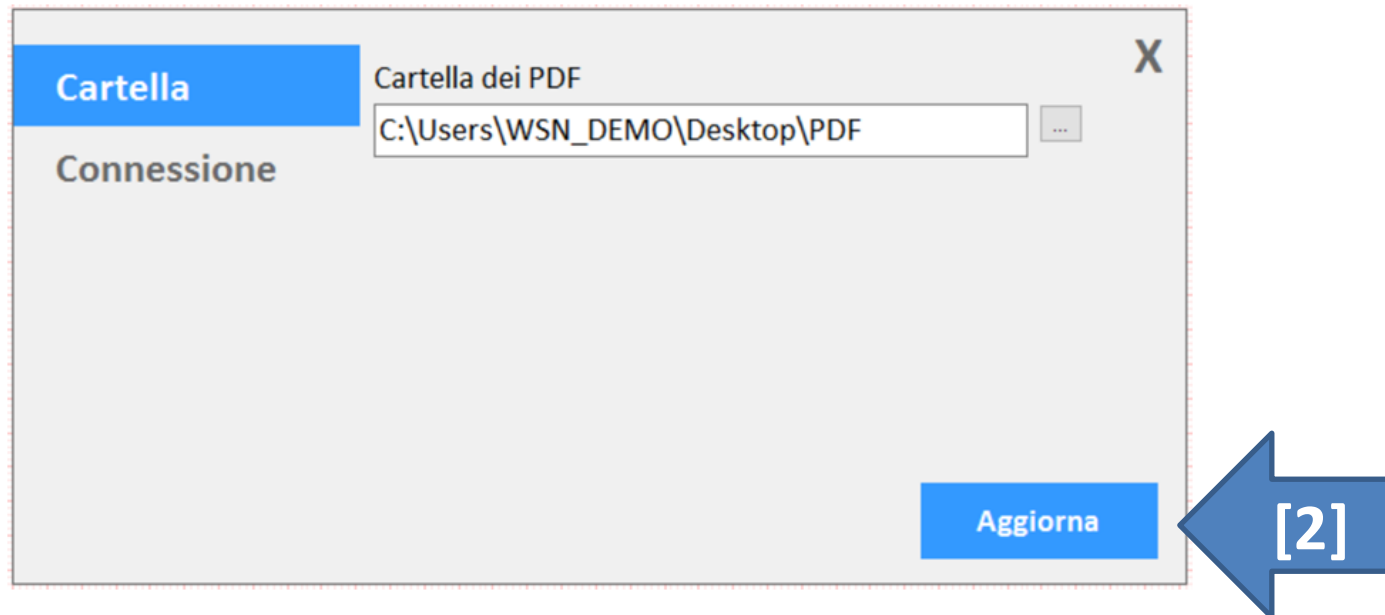 X
Cartella
Cartella dei PDF
C:\Users\WSN_DEMO\Desktop\PDF
...
Connessione
Aggiorna
[2]